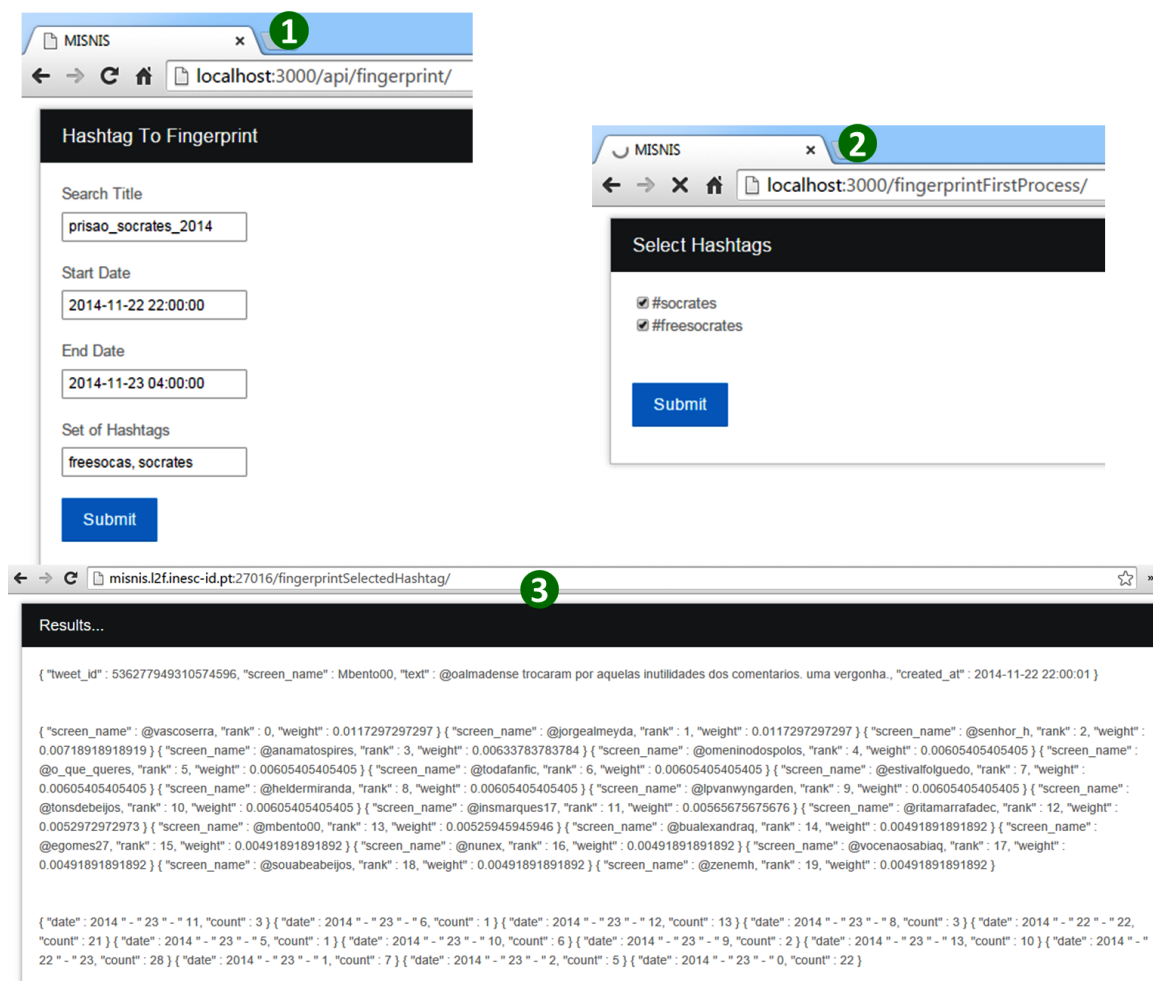 MISNIS
1
localhost:3000/api/fingerprint/
Hashtag To Fingerprint
Search Title
prisao_socrates_2014
Start Date
2014-11-22 22:00:00
End Date
2014-11-23 04:00:00
Set of Hashtags
freesocas, socrates
Submit
MISNIS
2
localhost:3000/fingerprintFirstProcess/
Select Hashtags
#socrates
#freesocrates
Submit
misnis.l2f.inesc-id.pt:27016/fingerprintSelectedHashtag/
3
Results...
{ "tweet_id" : 536277949310574596, "screen_name" : Mbento00, "text" : @oalmadense trocaram por aquelas inutilidades dos comentarios. uma vergonha., "created_at" : 2014-11-22 22:00:01 }
{ "screen_name" : @vascoserra, "rank" : 0, "weight" : 0.0117297297297 } { "screen_name" : @jorgealmeyda, "rank" : 1, "weight" : 0.0117297297297 } { "screen_name" : @senhor_h, "rank" : 2, "weight" :
0.00718918918919 } { "screen_name" : @anamatospires, "rank" : 3, "weight" : 0.00633783783784 } { "screen_name" : @omeninodospolos, "rank" : 4, "weight" : 0.00605405405405 } { "screen_name" :
@o_que_queres, "rank" : 5, "weight" : 0.00605405405405 } { "screen_name" : @todafanfic, "rank" : 6, "weight" : 0.00605405405405 } { "screen_name" : @estivalfolguedo, "rank" : 7, "weight" :
0.00605405405405 } { "screen_name" : @heldermiranda, "rank" : 8, "weight" : 0.00605405405405 } { "screen_name" : @lpvanwyngarden, "rank" : 9, "weight" : 0.00605405405405 } { "screen_name" :
@tonsdebeijos, "rank" : 10, "weight" : 0.00605405405405 } { "screen_name" : @insmarques17, "rank" : 11, "weight" : 0.00565675675676 } { "screen_name" : @ritamarrafadec, "rank" : 12, "weight" :
0.0052972972973 } { "screen_name" : @mbento00, "rank" : 13, "weight" : 0.00525945945946 } { "screen_name" : @bualexandraq, "rank" : 14, "weight" : 0.00491891891892 } { "screen_name" :
@egomes27, "rank" : 15, "weight" : 0.00491891891892 } { "screen_name" : @nunex, "rank" : 16, "weight" : 0.00491891891892 } { "screen_name" : @vocenaosabiaq, "rank" : 17, "weight" :
0.00491891891892 } { "screen_name" : @souabeabeijos, "rank" : 18, "weight" : 0.00491891891892 } { "screen_name" : @zenemh, "rank" : 19, "weight" : 0.00491891891892 }
{ "date" : 2014 " - " 23 " - " 11, "count" : 3 } { "date" : 2014 " - " 23 " - " 6, "count" : 1 } { "date" : 2014 " - " 23 " - " 12, "count" : 13 } { "date" : 2014 " - " 23 " - " 8, "count" : 3 } { "date" : 2014 " - " 22 " - " 22,
"count" : 21 } { "date" : 2014 " - " 23 " - " 5, "count" : 1 } { "date" : 2014 " - " 23 " - " 10, "count" : 6 } { "date" : 2014 " - " 23 " - " 9, "count" : 2 } { "date" : 2014 " - " 23 " - " 13, "count" : 10 } { "date" : 2014 " - "
22 " - " 23, "count" : 28 } { "date" : 2014 " - " 23 " - " 1, "count" : 7 } { "date" : 2014 " - " 23 " - " 2, "count" : 5 } { "date" : 2014 " - " 23 " - " 0, "count" : 22 }